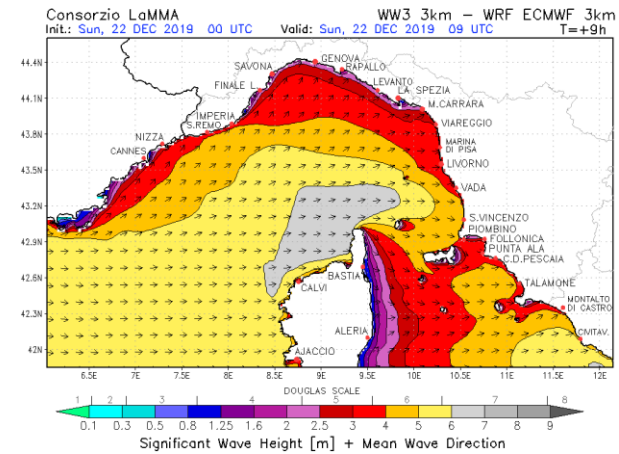 Consorzio LaMMA WW3 3km – WRF ECMWF 3km
Init.: Sun, 22 DEC 2019 00 UTC Valid: Sun, 22 DEC 2019 09 UTC T=+9h
44.4N
44.1N
43.8N
43.5N
43.2N
42.9N
42.6N
42.3N
42N
GENOVA
SAVONA
RAPALLO
FINALE L.
LEVANTO
LA SPEZIA
M.CARRARA
IMPERIA
S.REMO
VIAREGGIO
NIZZA
MARINA
DI PISA
CANNES
LIVORNO
VADA
S.VINCENZO
PIOMBINO
FOLLONICA
PUNTA ALA
C.D.PESCAIA
BASTIA
CALVI
TALAMONE
MONTALTO
DI CASTRO
ALERIA
CIVITAV.
AJACCIO
6.5E 7E 7.5E 8E 8.5E 9E 9.5E 10E 10.5E 11E 11.5E 12E
DOUGLAS SCALE
1 2 3 4 5 6 7 8
0.1 0.3 0.5 0.8 1.25 1.6 2 2.5 3 4 5 6 7 8 9
Significant Wave Height [m] + Mean Wave Direction